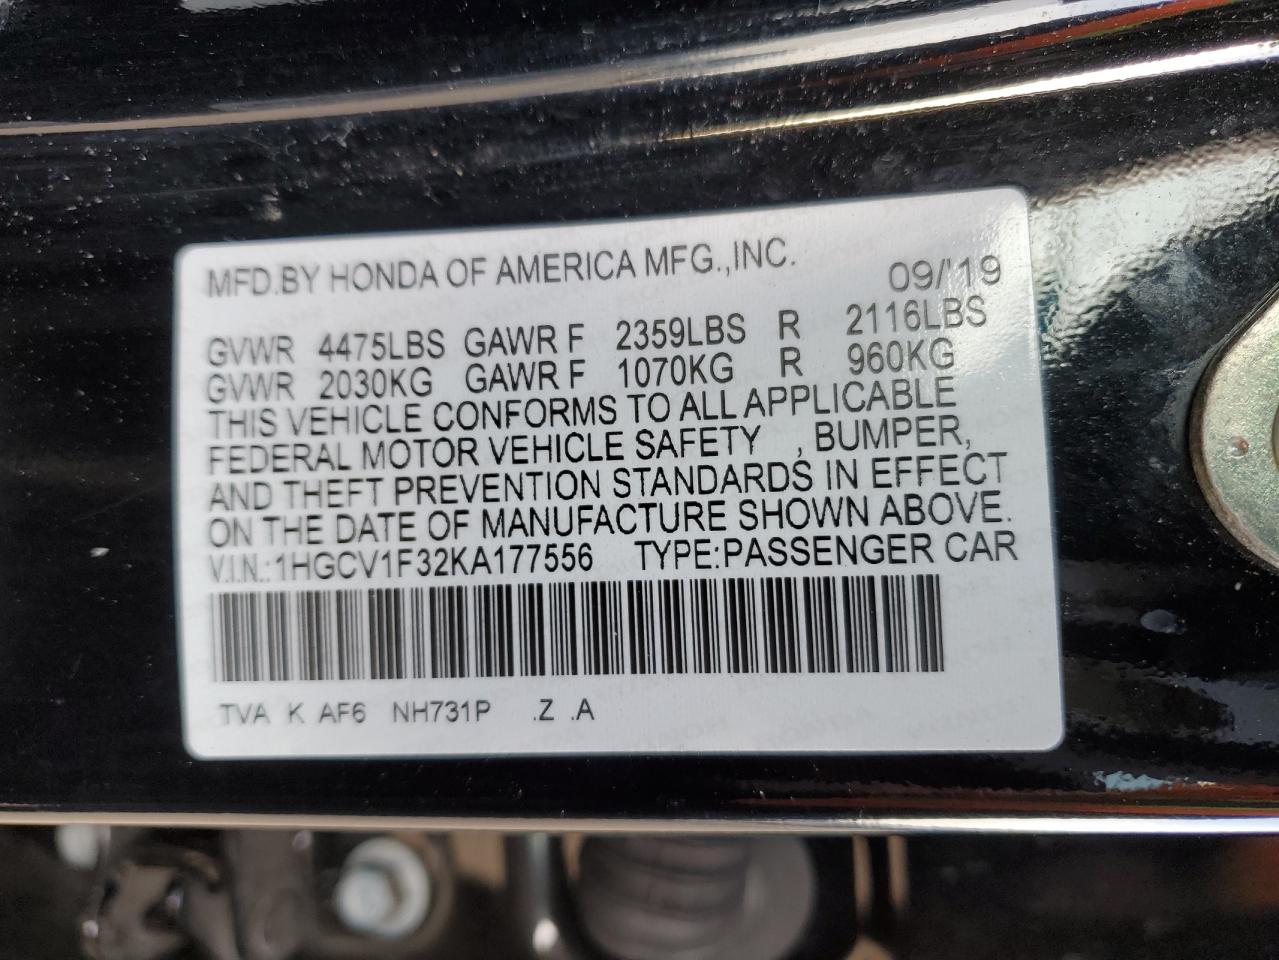 MFD.BY HONDA OF AMERICA MFG.,INC. 09/'19
GVWR 4475LBS GAWR F 2359LBS R 2116LBS
GVWR 2030KG GAWR F 1070KG R 960KG
THIS VEHICLE CONFORMS TO ALL APPLICABLE
FEDERAL MOTOR VEHICLE SAFETY , BUMPER,
AND THEFT PREVENTION STANDARDS IN EFFECT
ON THE DATE OF MANUFACTURE SHOWN ABOVE.
V.I.N.:1HGCV1F32KA177556 TYPE:PASSENGER CAR
TVA K AF6 NH731P .Z .A